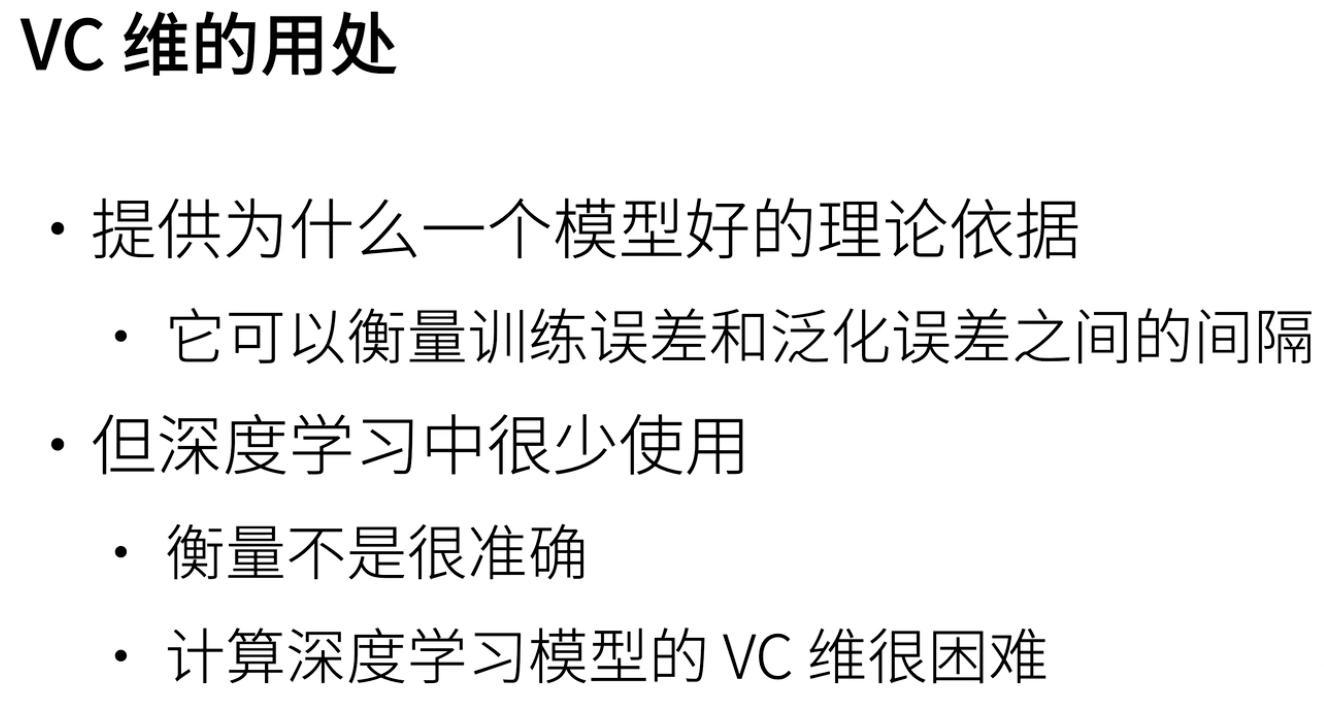 VC 维的用处
• 提供为什么一个模型好的理论依据
• 它可以衡量训练误差和泛化误差之间的间隔
• 但深度学习中很少使用
• 衡量不是很准确
• 计算深度学习模型的 VC 维很困难